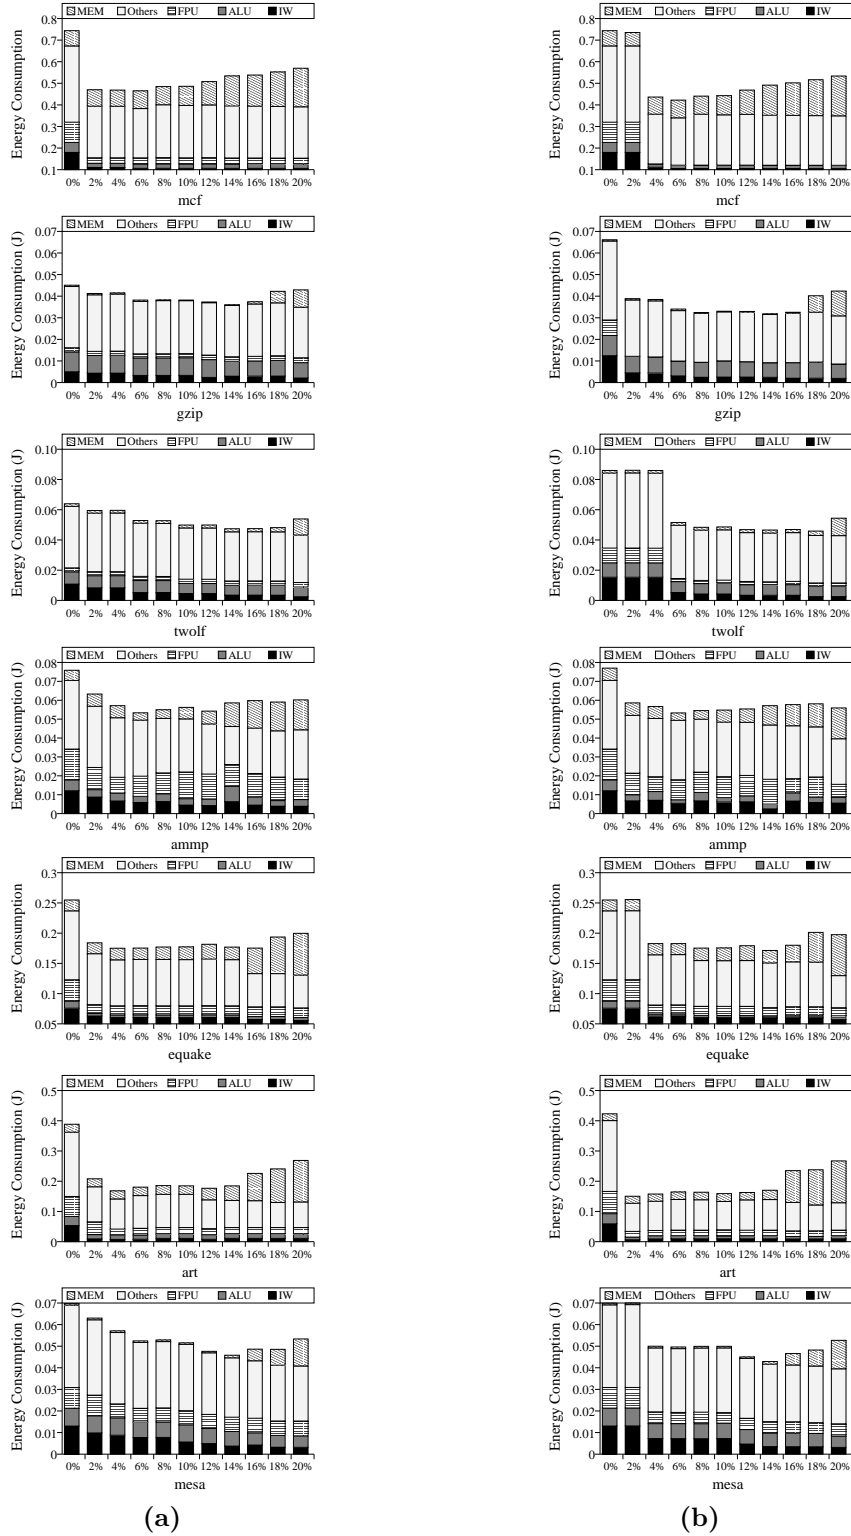 MEM Others FPU ALU IW
0.8
0.7
0.6
0.5
0.4
0.3
0.2
0.1
Energy Consumption
0% 2% 4% 6% 8% 10% 12% 14% 16% 18% 20%
mcf
MEM Others FPU ALU IW
0.8
0.7
0.6
0.5
0.4
0.3
0.2
0.1
Energy Consumption
0% 2% 4% 6% 8% 10% 12% 14% 16% 18% 20%
mcf
MEM Others FPU ALU IW
0.07
0.06
0.05
0.04
0.03
0.02
0.01
0
Energy Consumption (J)
0% 2% 4% 6% 8% 10% 12% 14% 16% 18% 20%
gzip
MEM Others FPU ALU IW
0.07
0.06
0.05
0.04
0.03
0.02
0.01
0
Energy Consumption (J)
0% 2% 4% 6% 8% 10% 12% 14% 16% 18% 20%
gzip
MEM Others FPU ALU IW
0.10
0.08
0.06
0.04
0.02
0
Energy Consumption (J)
0% 2% 4% 6% 8% 10% 12% 14% 16% 18% 20%
twolf
MEM Others FPU ALU IW
0.10
0.08
0.06
0.04
0.02
0
Energy Consumption (J)
0% 2% 4% 6% 8% 10% 12% 14% 16% 18% 20%
twolf
MEM Others FPU ALU IW
0.08
0.07
0.06
0.05
0.04
0.03
0.02
0.01
0
Energy Consumption (J)
0% 2% 4% 6% 8% 10% 12% 14% 16% 18% 20%
ammp
MEM Others FPU ALU IW
0.08
0.07
0.06
0.05
0.04
0.03
0.02
0.01
0
Energy Consumption (J)
0% 2% 4% 6% 8% 10% 12% 14% 16% 18% 20%
ammp
MEM Others FPU ALU IW
0.3
0.25
0.2
0.15
0.1
0.05
Energy Consumption
0% 2% 4% 6% 8% 10% 12% 14% 16% 18% 20%
equake
MEM Others FPU ALU IW
0.3
0.25
0.2
0.15
0.1
0.05
Energy Consumption
0% 2% 4% 6% 8% 10% 12% 14% 16% 18% 20%
equake
MEM Others FPU ALU IW
0.5
0.4
0.3
0.2
0.1
0
Energy Consumption (J)
0% 2% 4% 6% 8% 10% 12% 14% 16% 18% 20%
art
MEM Others FPU ALU IW
0.5
0.4
0.3
0.2
0.1
0
Energy Consumption (J)
0% 2% 4% 6% 8% 10% 12% 14% 16% 18% 20%
art
MEM Others FPU ALU IW
0.07
0.06
0.05
0.04
0.03
0.02
0.01
0
Energy Consumption (J)
0% 2% 4% 6% 8% 10% 12% 14% 16% 18% 20%
mesa
MEM Others FPU ALU IW
0.07
0.06
0.05
0.04
0.03
0.02
0.01
0
Energy Consumption (J)
0% 2% 4% 6% 8% 10% 12% 14% 16% 18% 20%
mesa
(a)
(b)